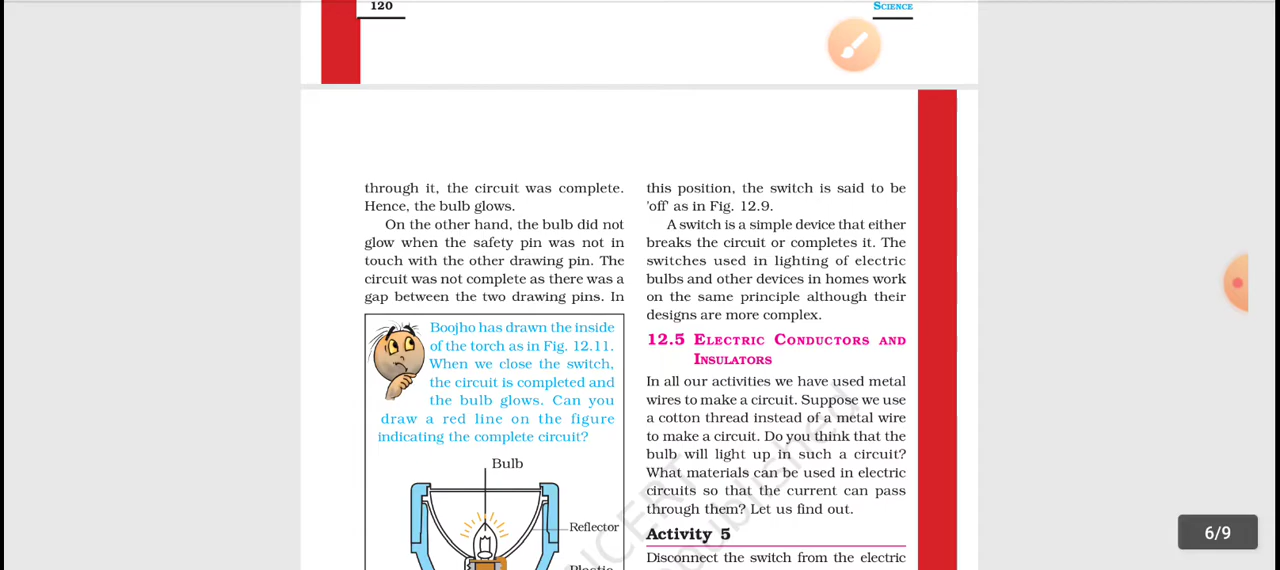 120
SCIENCE
through it, the circuit was complete.
Hence, the bulb glows.
On the other hand, the bulb did not
glow when the safety pin was not in
touch with the other drawing pin. The
circuit was not complete as there was a
gap between the two drawing pins. In
Boojho has drawn the inside
of the torch as in Fig. 12.11.
When we close the switch,
the circuit is completed and
the bulb glows. Can you
draw a red line on the figure
indicating the complete circuit?
Bulb
Reflector
Plastic
this position, the switch is said to be
'off' as in Fig. 12.9.
A switch is a simple device that either
breaks the circuit or completes it. The
switches used in lighting of electric
bulbs and other devices in homes work
on the same principle although their
designs are more complex.
12.5 ELECTRIC CONDUCTORS AND
INSULATORS
In all our activities we have used metal
wires to make a circuit. Suppose we use
a cotton thread instead of a metal wire
to make a circuit. Do you think that the
bulb will light up in such a circuit?
What materials can be used in electric
circuits so that the current can pass
through them? Let us find out.
Activity 5
Disconnect the switch from the electric
NCERT
republished
6/9